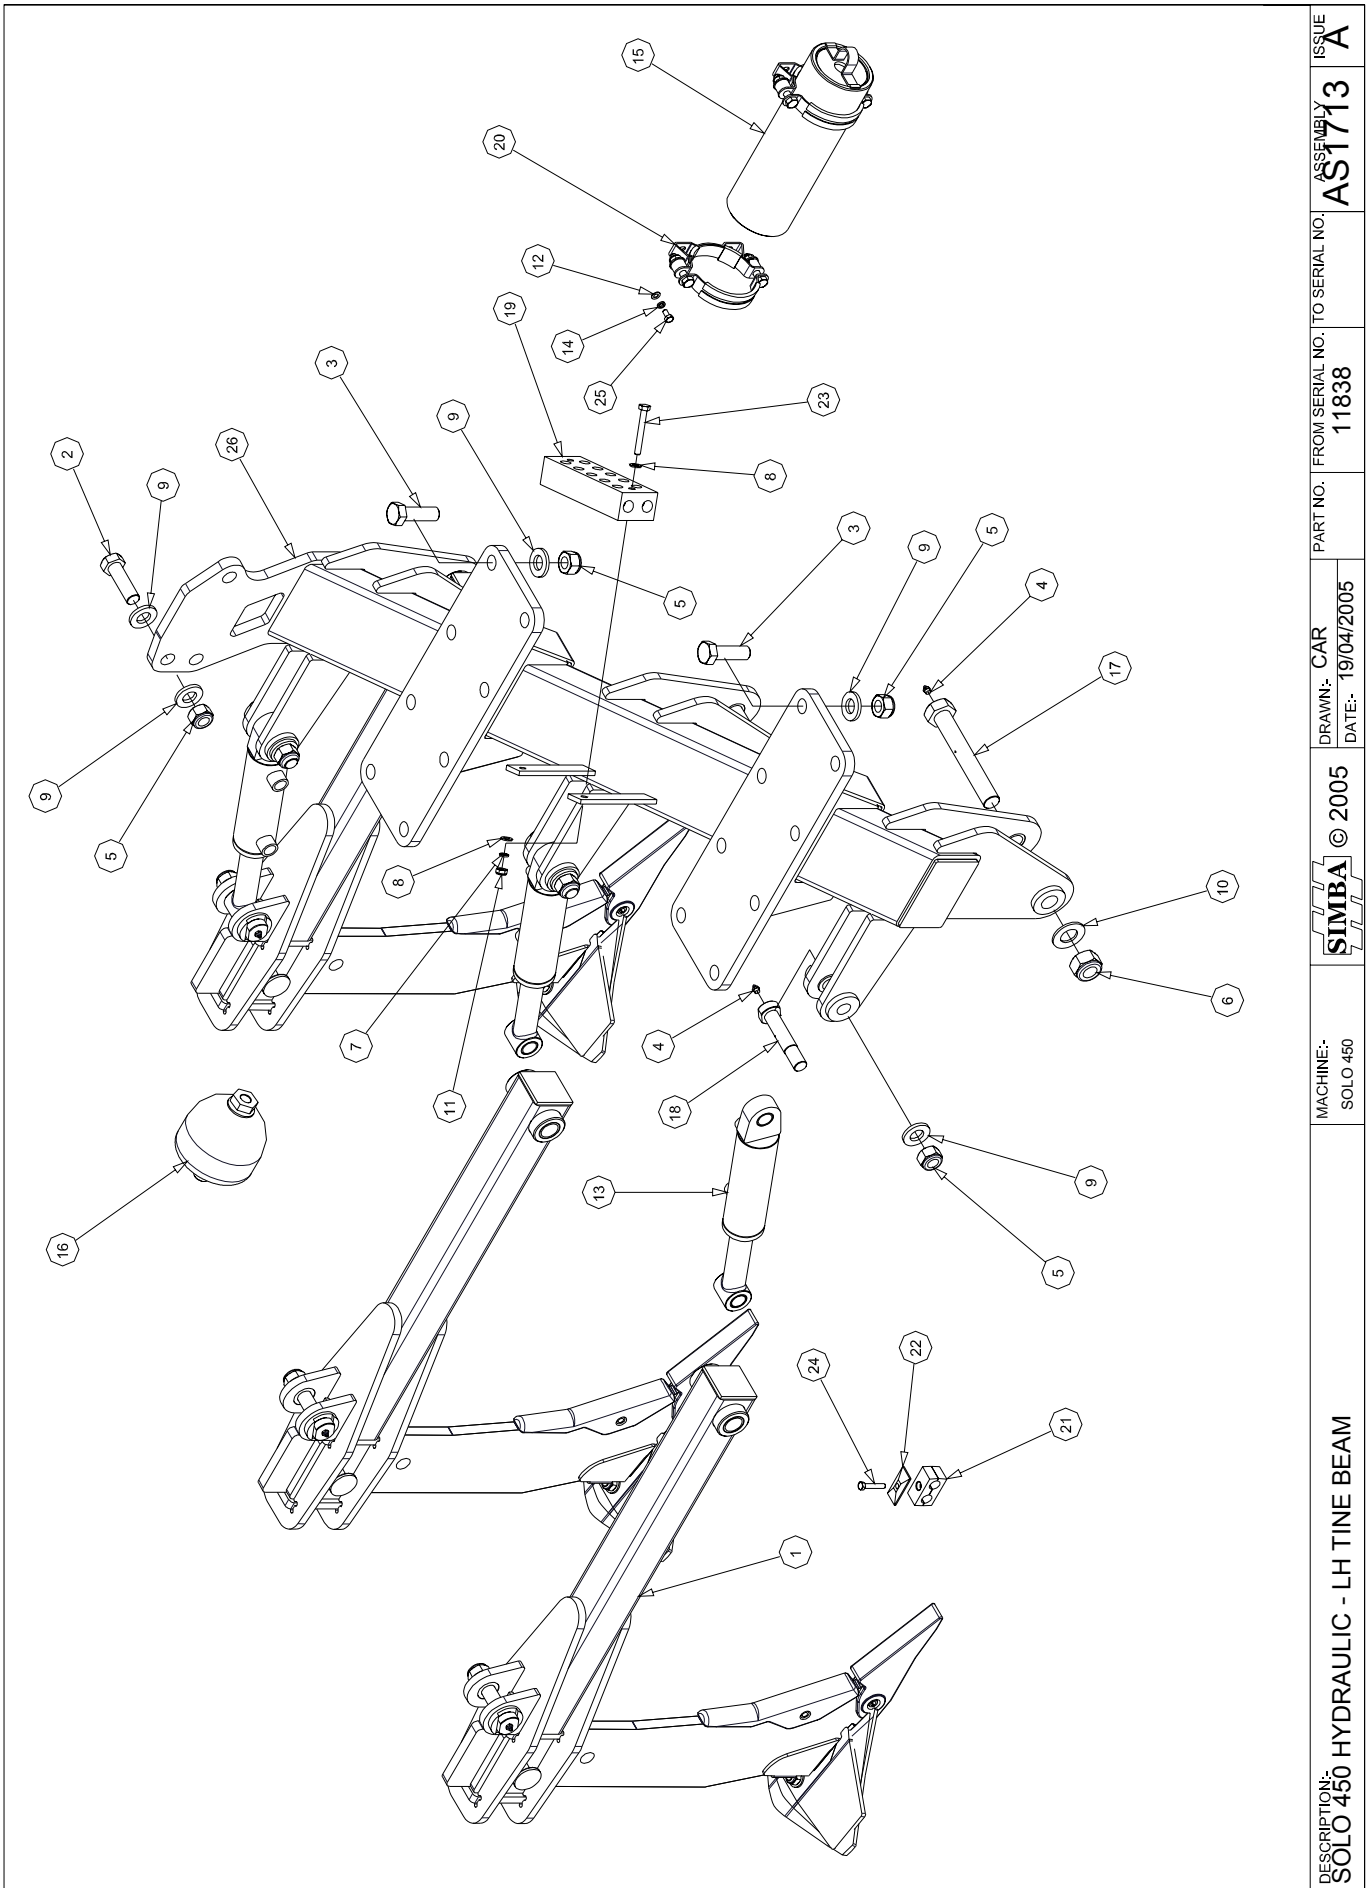 15
20
12
19
14
25
3
23
2
26
9
9
8
3
9
5
5
4
9
5
17
8
10
7
4
6
11
18
16
13
9
5
24
22
21
1
DESCRIPTION:-
SOLO 450 HYDRAULIC - LH TINE BEAM
MACHINE:-
SOLO 450
SIMBA © 2005
DRAWN:- CAR
DATE:- 19/04/2005
PART NO.
FROM SERIAL NO.
11838
TO SERIAL NO.
ASSEMBLY
AS1713
ISSUE
A